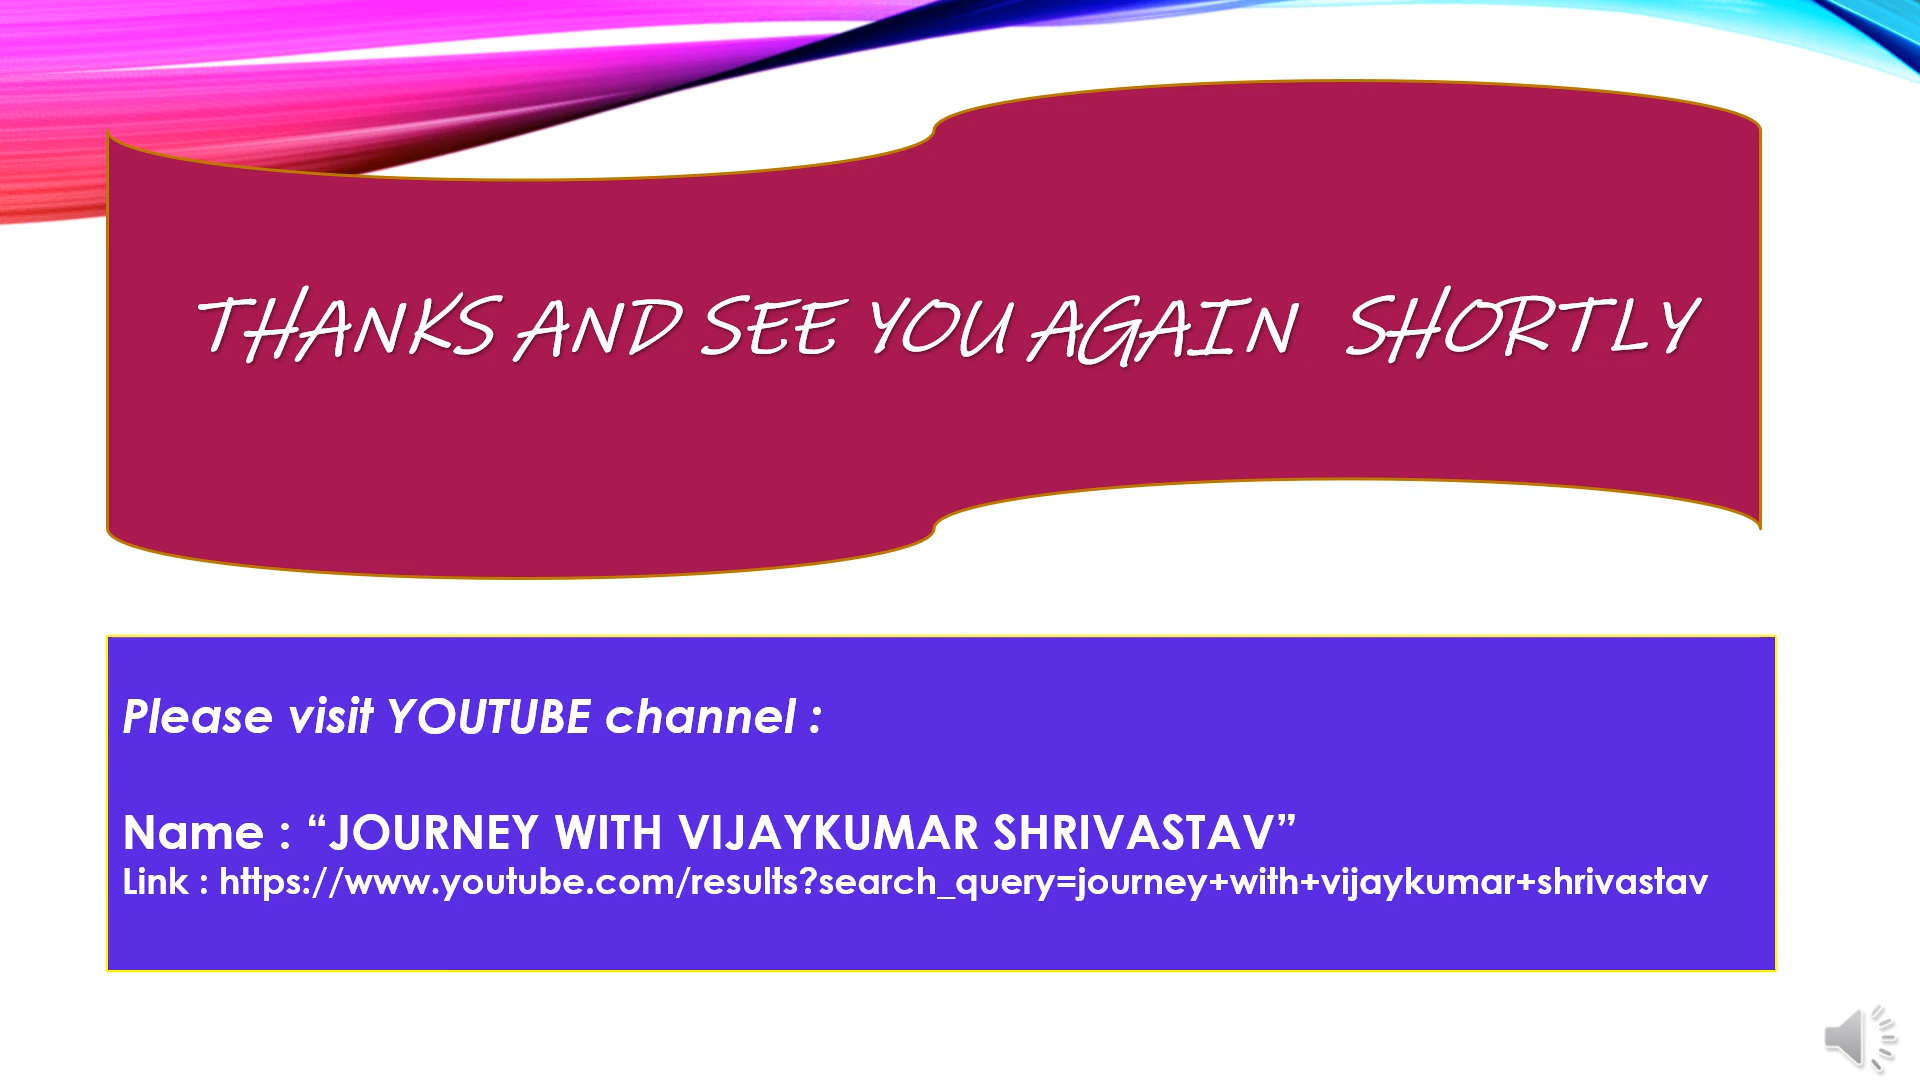 THANKS AND SEE YOU AGAIN SHORTLY
Please visit YOUTUBE channel :
Name : “JOURNEY WITH VIJAYKUMAR SHRIVASTAV”
Link : https://www.youtube.com/results?search_query=journey+with+vijaykumar+shrivastav